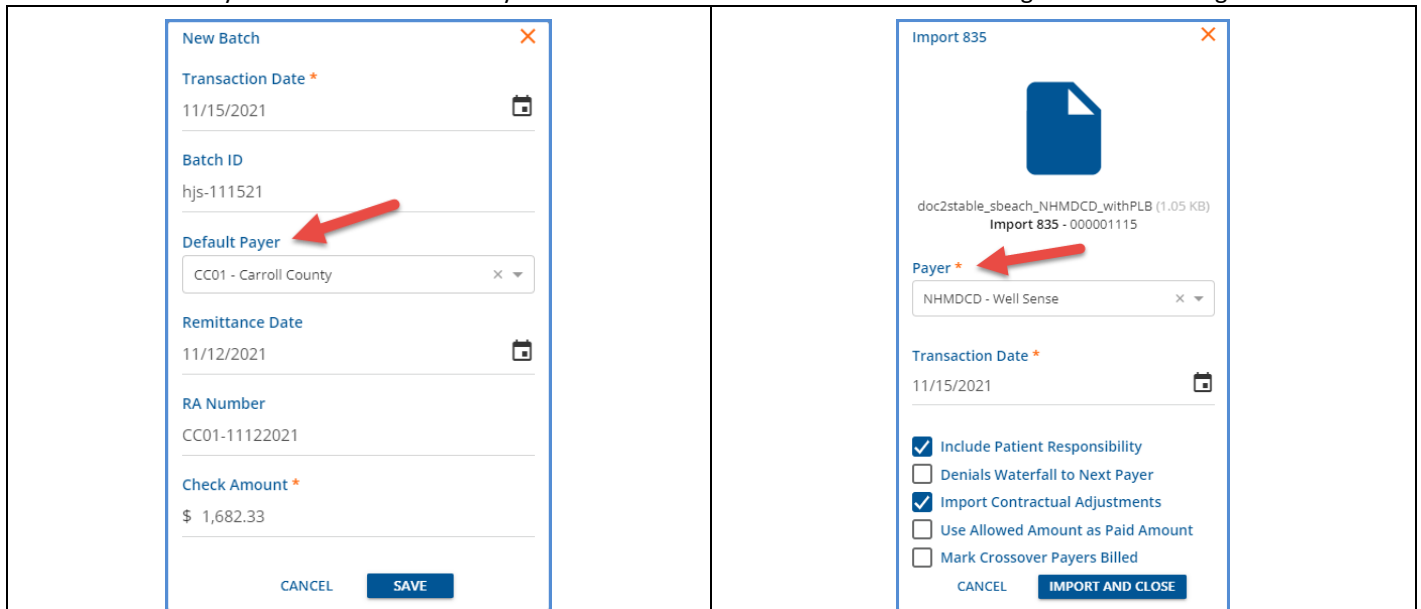 New Batch
Transaction Date *
11/15/2021
Batch ID
hjs-111521
Default Payer
CC01 - Carroll County
Remittance Date
11/12/2021
RA Number
CC01-11122021
Check Amount *
$ 1,682.33
CANCEL SAVE
Import 835
doc2stable_sbeach_NHMDCD_withPLB (1.05 KB)
Import 835 - 000001115
Payer *
NHMDCD - Well Sense
Transaction Date *
11/15/2021
Include Patient Responsibility
Denials Waterfall to Next Payer
Import Contractual Adjustments
Use Allowed Amount as Paid Amount
Mark Crossover Payers Billed
CANCEL IMPORT AND CLOSE